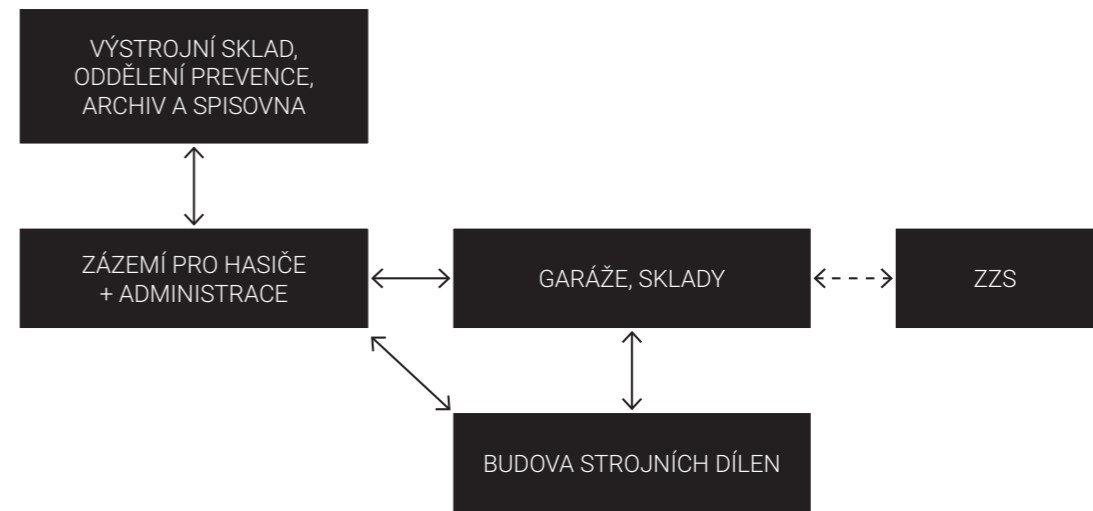 VÝSTROJNÍ SKLAD,
ODDĚLENÍ PREVENCE,
ARCHIV A SPISOVNA
ZÁZEMÍ PRO HASIČE
+ ADMINISTRACE
GARÁŽE, SKLADY
ZZS
BUDOVA STROJNÍCH DÍLEN